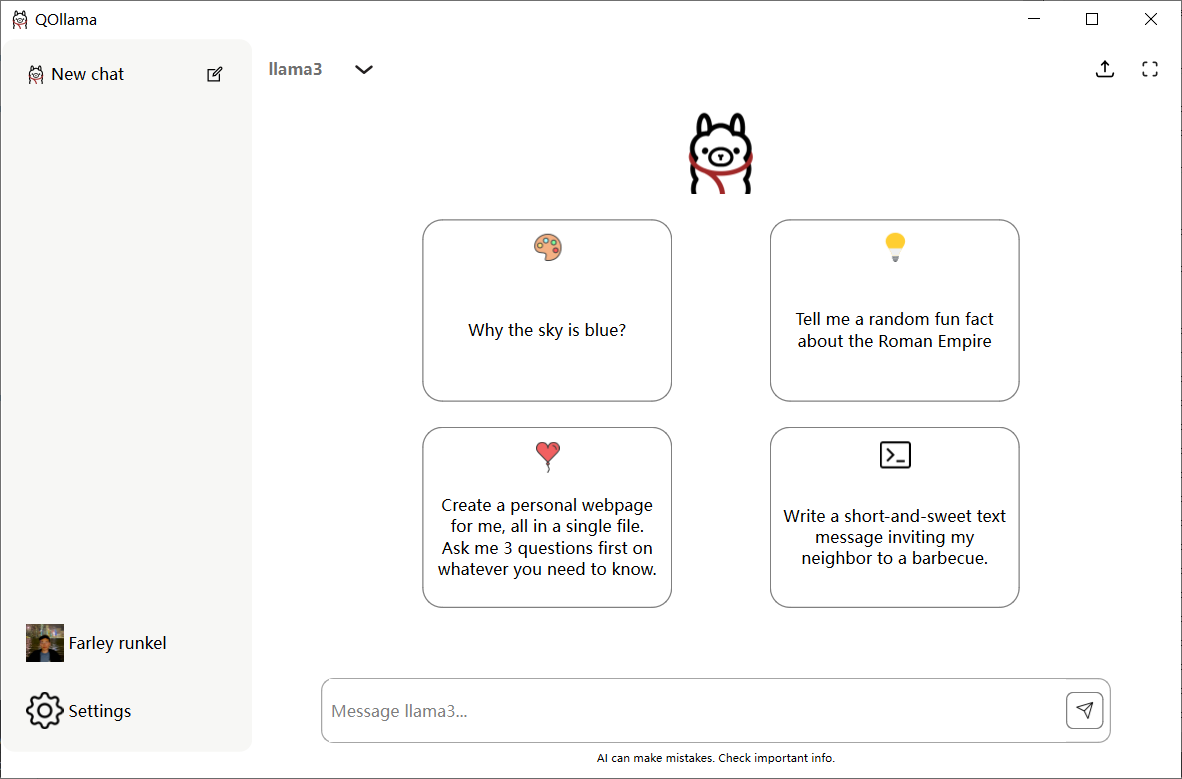 QOllama
New chat
llama3
Why the sky is blue?
Tell me a random fun fact
about the Roman Empire
Create a personal webpage
for me, all in a single file.
Ask me 3 questions first on
whatever you need to know.
Write a short-and-sweet text
message inviting my
neighbor to a barbecue.
Farley runkel
Settings
Message llama3...
AI can make mistakes. Check important info.